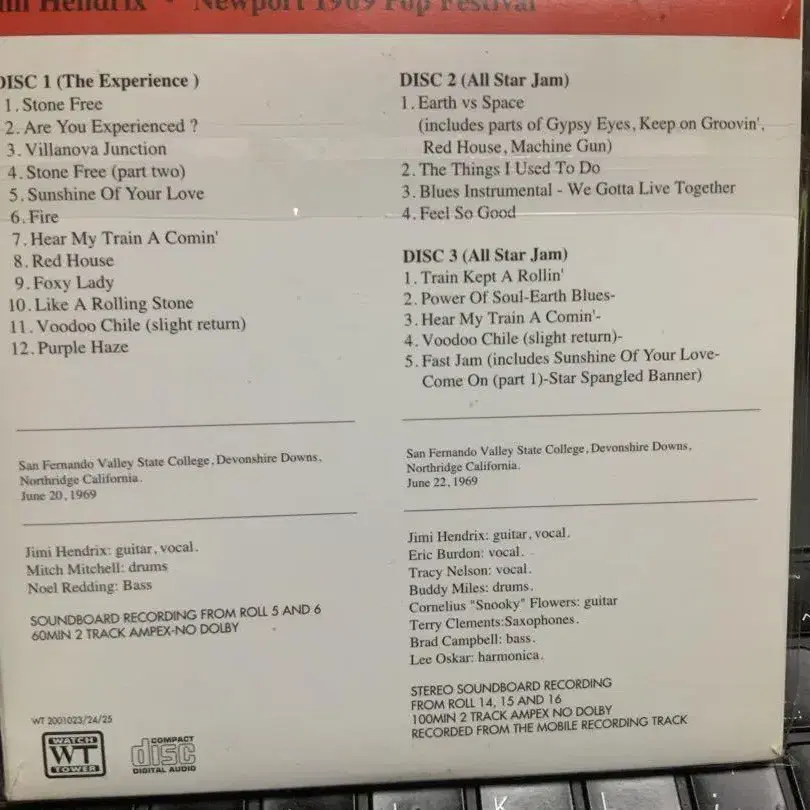 imi Hendrix • Newport 1969 Pop Festival
DISC 1 (The Experience )
1. Stone Free
2. Are You Experienced ?
3. Villanova Junction
4. Stone Free (part two)
5. Sunshine Of Your Love
6. Fire
7. Hear My Train A Comin'
8. Red House
9. Foxy Lady
10. Like A Rolling Stone
11. Voodoo Chile (slight return)
12. Purple Haze
San Fernando Valley State College, Devonshire Downs,
Northridge California.
June 20, 1969
Jimi Hendrix: guitar, vocal.
Mitch Mitchell: drums
Noel Redding: Bass
SOUNDBOARD RECORDING FROM ROLL 5 AND 6
60MIN 2 TRACK AMPEX-NO DOLBY
WT 2001023/24/25
WATCH
WT
TOWER
COMPACT
disc
DIGITAL AUDIO
DISC 2 (All Star Jam)
1. Earth vs Space
(includes parts of Gypsy Eyes, Keep on Groovin',
Red House, Machine Gun)
2. The Things I Used To Do
3. Blues Instrumental - We Gotta Live Together
4. Feel So Good
DISC 3 (All Star Jam)
1. Train Kept A Rollin'
2. Power Of Soul-Earth Blues-
3. Hear My Train A Comin'-
4. Voodoo Chile (slight return)-
5. Fast Jam (includes Sunshine Of Your Love-
Come On (part 1)-Star Spangled Banner)
San Fernando Valley State College, Devonshire Downs,
Northridge California.
June 22, 1969
Jimi Hendrix: guitar, vocal.
Eric Burdon: vocal.
Tracy Nelson: vocal.
Buddy Miles: drums.
Cornelius "Snooky" Flowers: guitar
Terry Clements:Saxophones.
Brad Campbell: bass.
Lee Oskar: harmonica.
STEREO SOUNDBOARD RECORDING
FROM ROLL 14, 15 AND 16
100MIN 2 TRACK AMPEX NO DOLBY
RECORDED FROM THE MOBILE RECORDING TRACK
K
L